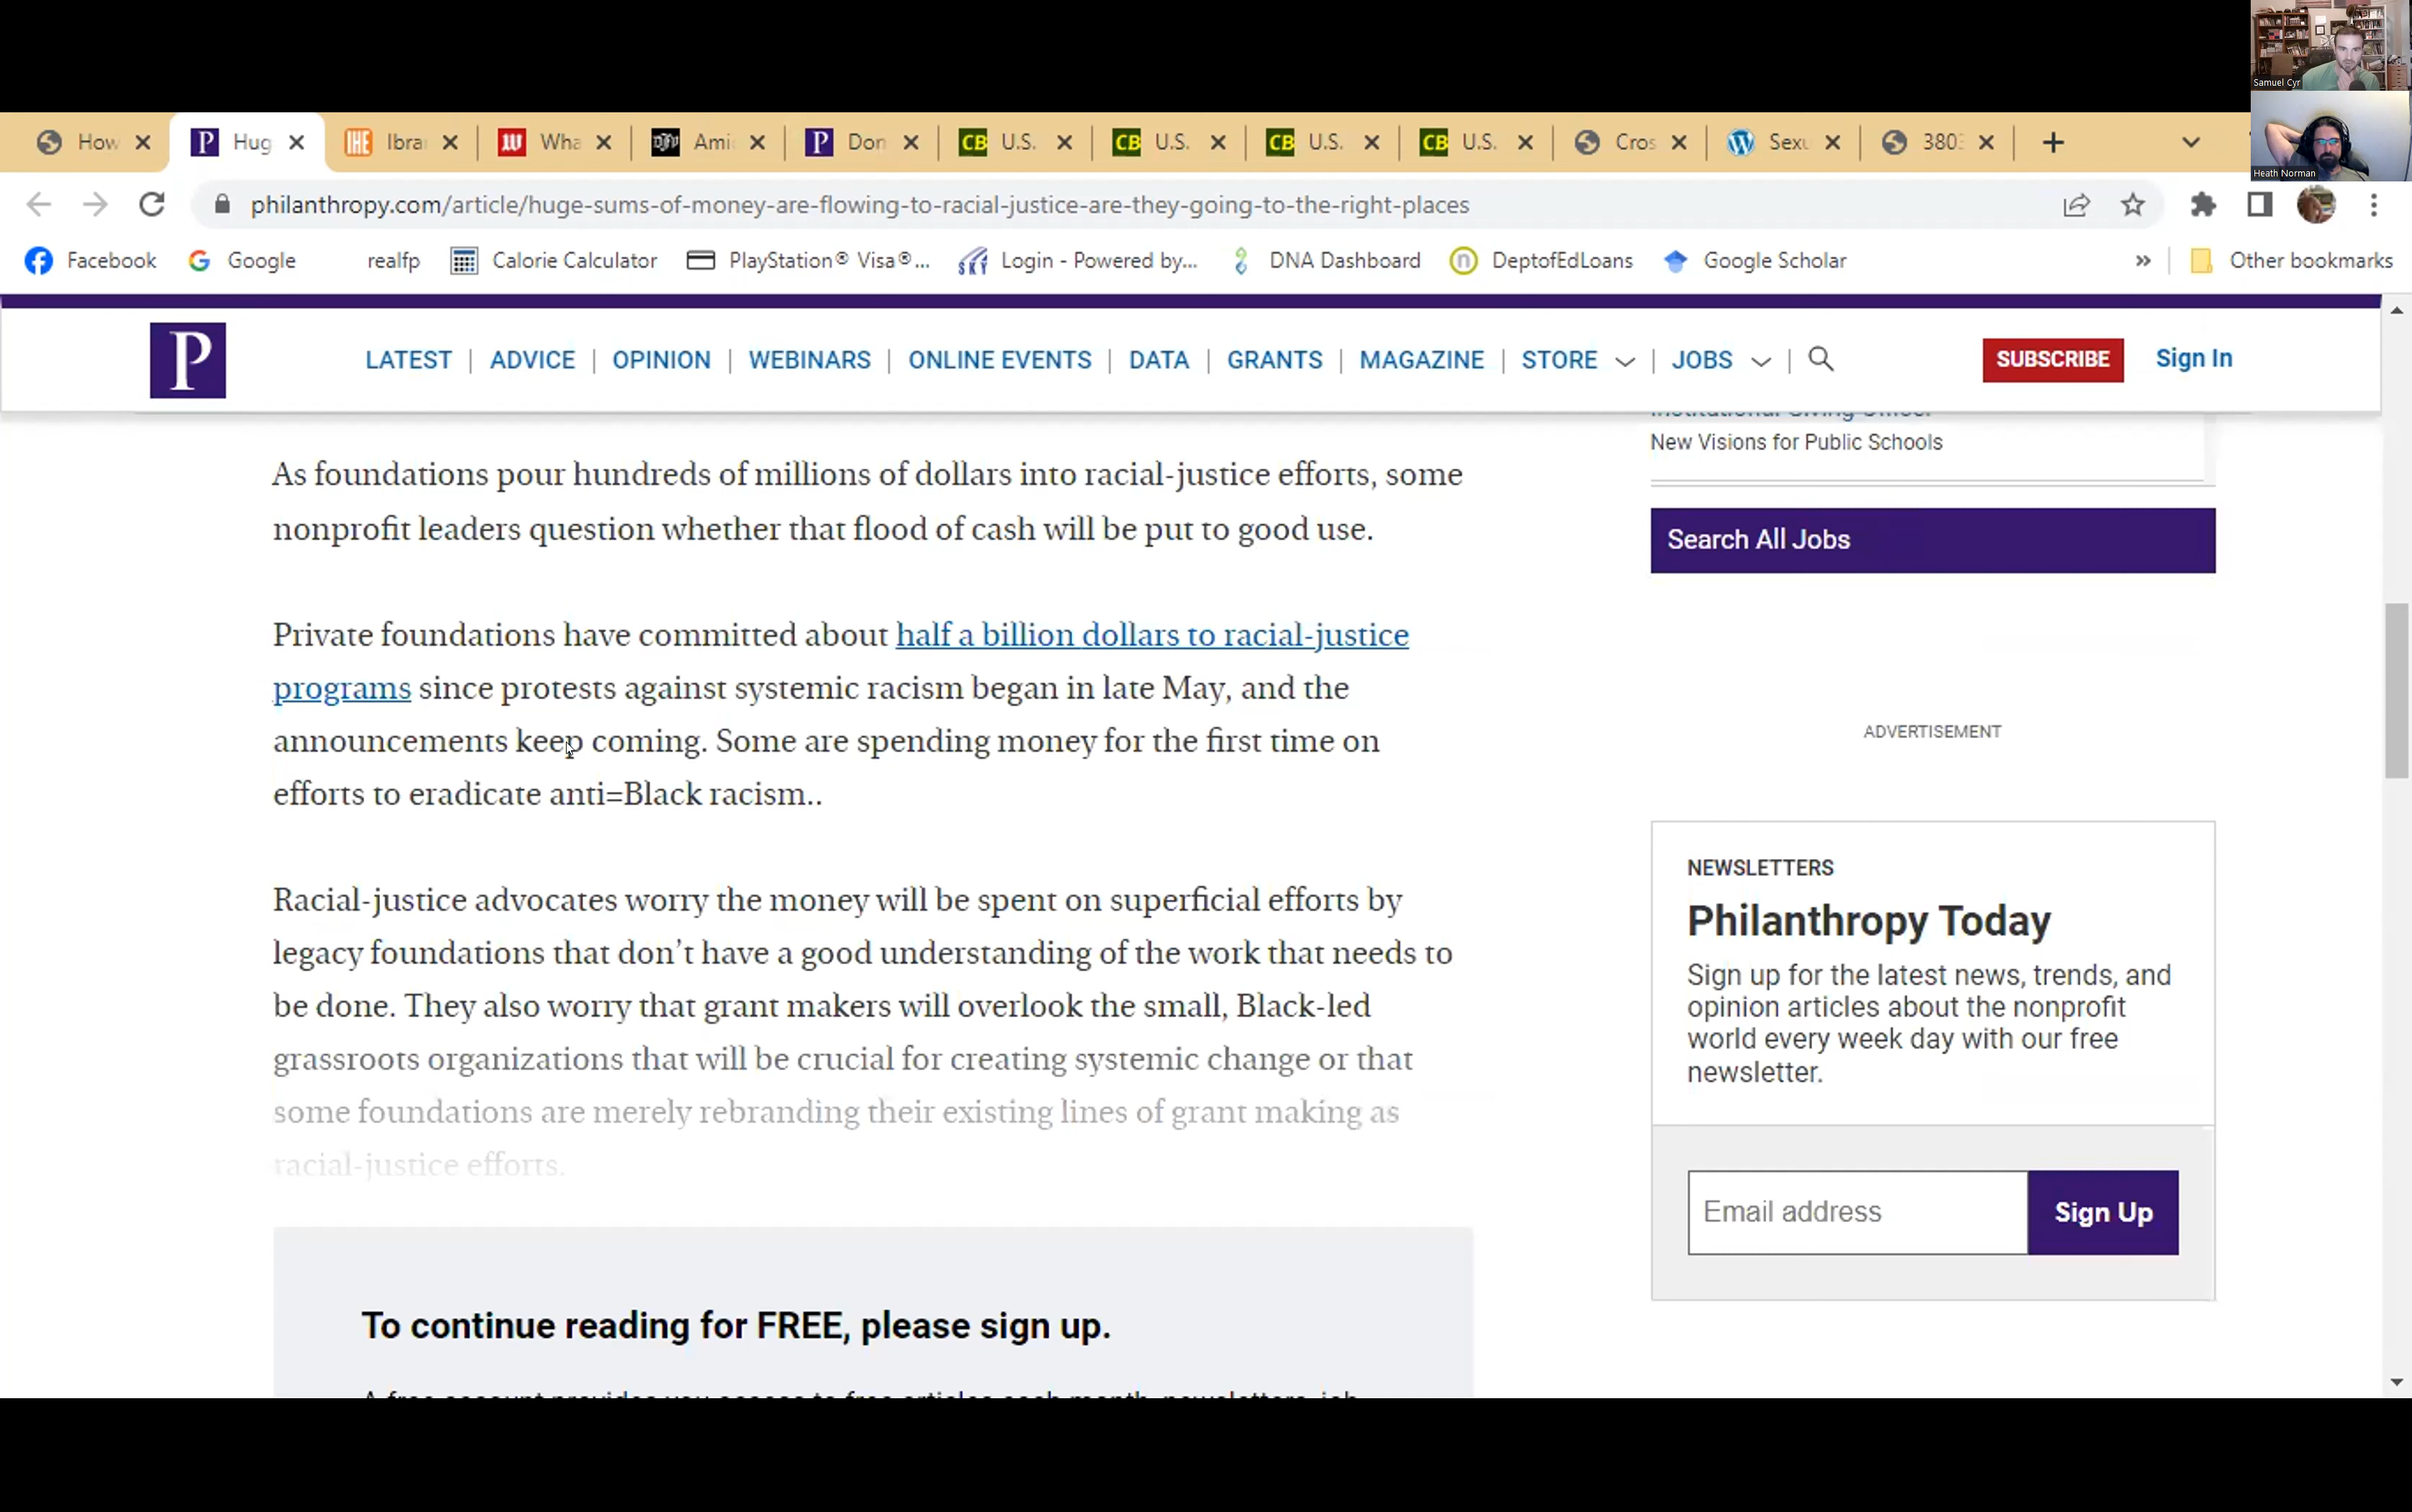 Samuel Cyr
Heath Norman
How
Hug
Ibra
Wha
Ami
Don
U.S.
U.S.
U.S.
U.S.
Cros
Sexu
380
philanthropy.com/article/huge-sums-of-money-are-flowing-to-racial-justice-are-they-going-to-the-right-places
Facebook Google realfp Calorie Calculator PlayStation® Visa®... Login - Powered by... DNA Dashboard DeptofEdLoans Google Scholar » Other bookmarks
P LATEST | ADVICE | OPINION | WEBINARS | ONLINE EVENTS | DATA | GRANTS | MAGAZINE | STORE | JOBS SUBSCRIBE Sign In
As foundations pour hundreds of millions of dollars into racial-justice efforts, some
nonprofit leaders question whether that flood of cash will be put to good use.
Private foundations have committed about half a billion dollars to racial-justice
programs since protests against systemic racism began in late May, and the
announcements keep coming. Some are spending money for the first time on
efforts to eradicate anti=Black racism..
Racial-justice advocates worry the money will be spent on superficial efforts by
legacy foundations that don’t have a good understanding of the work that needs to
be done. They also worry that grant makers will overlook the small, Black-led
grassroots organizations that will be crucial for creating systemic change or that
some foundations are merely rebranding their existing lines of grant making as
racial-justice efforts.
To continue reading for FREE, please sign up.
New Visions for Public Schools
Search All Jobs
ADVERTISEMENT
NEWSLETTERS
Philanthropy Today
Sign up for the latest news, trends, and
opinion articles about the nonprofit
world every week day with our free
newsletter.
Email address
Sign Up